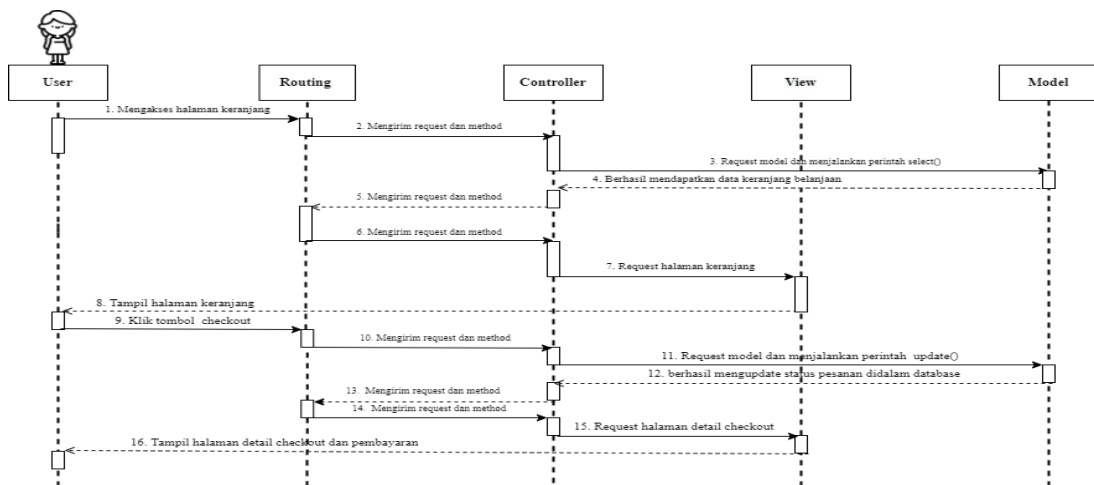 User
Routing
Controller
View
Model
1. Mengakses halaman keranjang
2. Mengirim request dan method
3. Request model dan menjalankan perintah select()
4. Berhasil mendapatkan data keranjang belanjaan
5. Mengirim request dan method
6. Mengirim request dan method
7. Request halaman keranjang
8. Tampil halaman keranjang
9. Klik tombol checkout
10. Mengirim request dan method
11. Request model dan menjalankan perintah update()
12. berhasil mengupdate status pesanan didalam database
13. Mengirim request dan method
14. Mengirim request dan method
15. Request halaman detail checkout
16. Tampil halaman detail checkout dan pembayaran